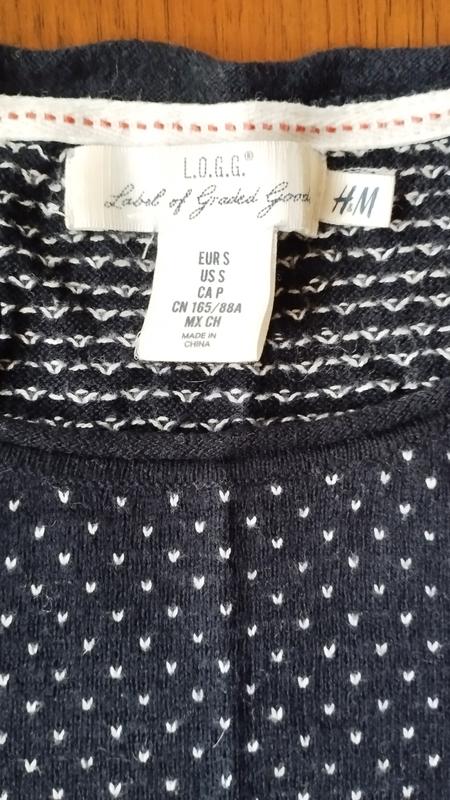 L.O.G.G.®
Label of Graded Goods
H&M
EUR S
US S
CA P
CN 165/88A
MX CH
MADE IN
CHINA